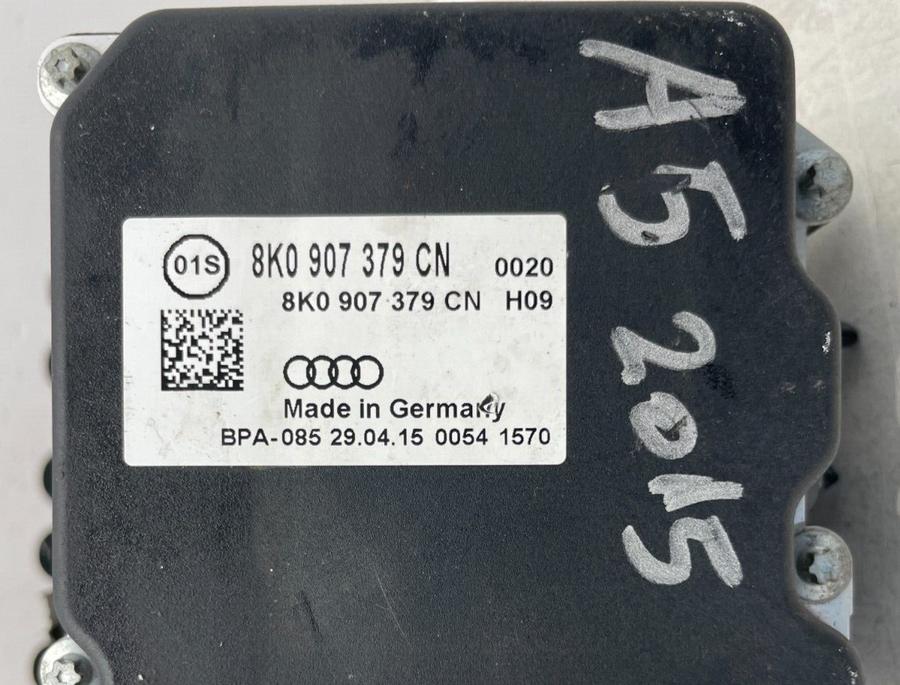 01S 8K0 907 379 CN 0020
8K0 907 379 CN H09
Made in Germany
BPA-085 29.04.15 0054 1570
A5 2015